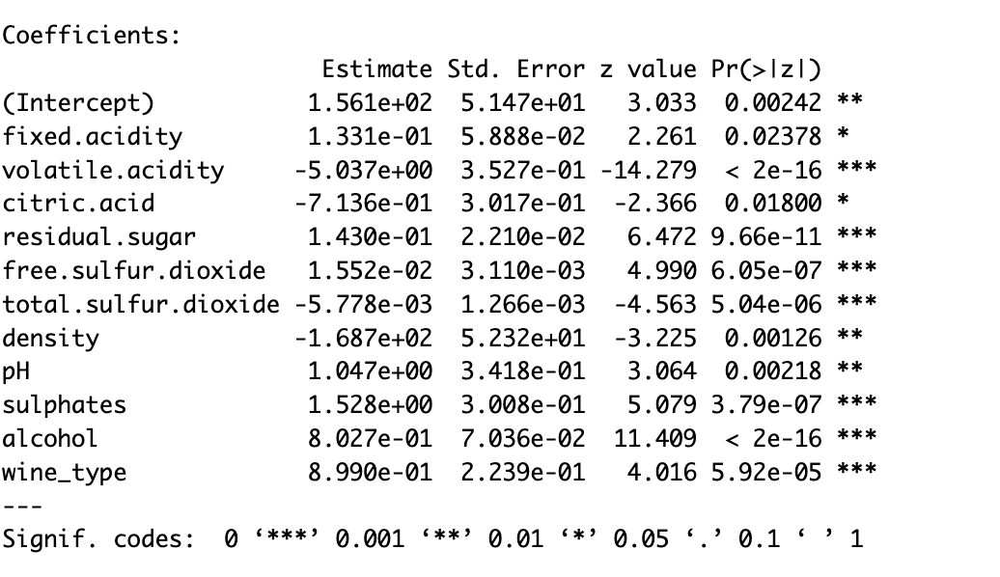 Coefficients:
                       Estimate Std. Error z value Pr(>|z|)
(Intercept)           1.561e+02  5.147e+01   3.033  0.00242 **
fixed.acidity         1.331e-01  5.888e-02   2.261  0.02378 *
volatile.acidity     -5.037e+00  3.527e-01 -14.279  < 2e-16 ***
citric.acid          -7.136e-01  3.017e-01  -2.366  0.01800 *
residual.sugar        1.430e-01  2.210e-02   6.472 9.66e-11 ***
free.sulfur.dioxide   1.552e-02  3.110e-03   4.990 6.05e-07 ***
total.sulfur.dioxide -5.778e-03  1.266e-03  -4.563 5.04e-06 ***
density              -1.687e+02  5.232e+01  -3.225  0.00126 **
pH                    1.047e+00  3.418e-01   3.064  0.00218 **
sulphates             1.528e+00  3.008e-01   5.079 3.79e-07 ***
alcohol               8.027e-01  7.036e-02  11.409  < 2e-16 ***
wine_type             8.990e-01  2.239e-01   4.016 5.92e-05 ***
---
Signif. codes:  0 ‘***’ 0.001 ‘**’ 0.01 ‘*’ 0.05 ‘.’ 0.1 ‘ ’ 1